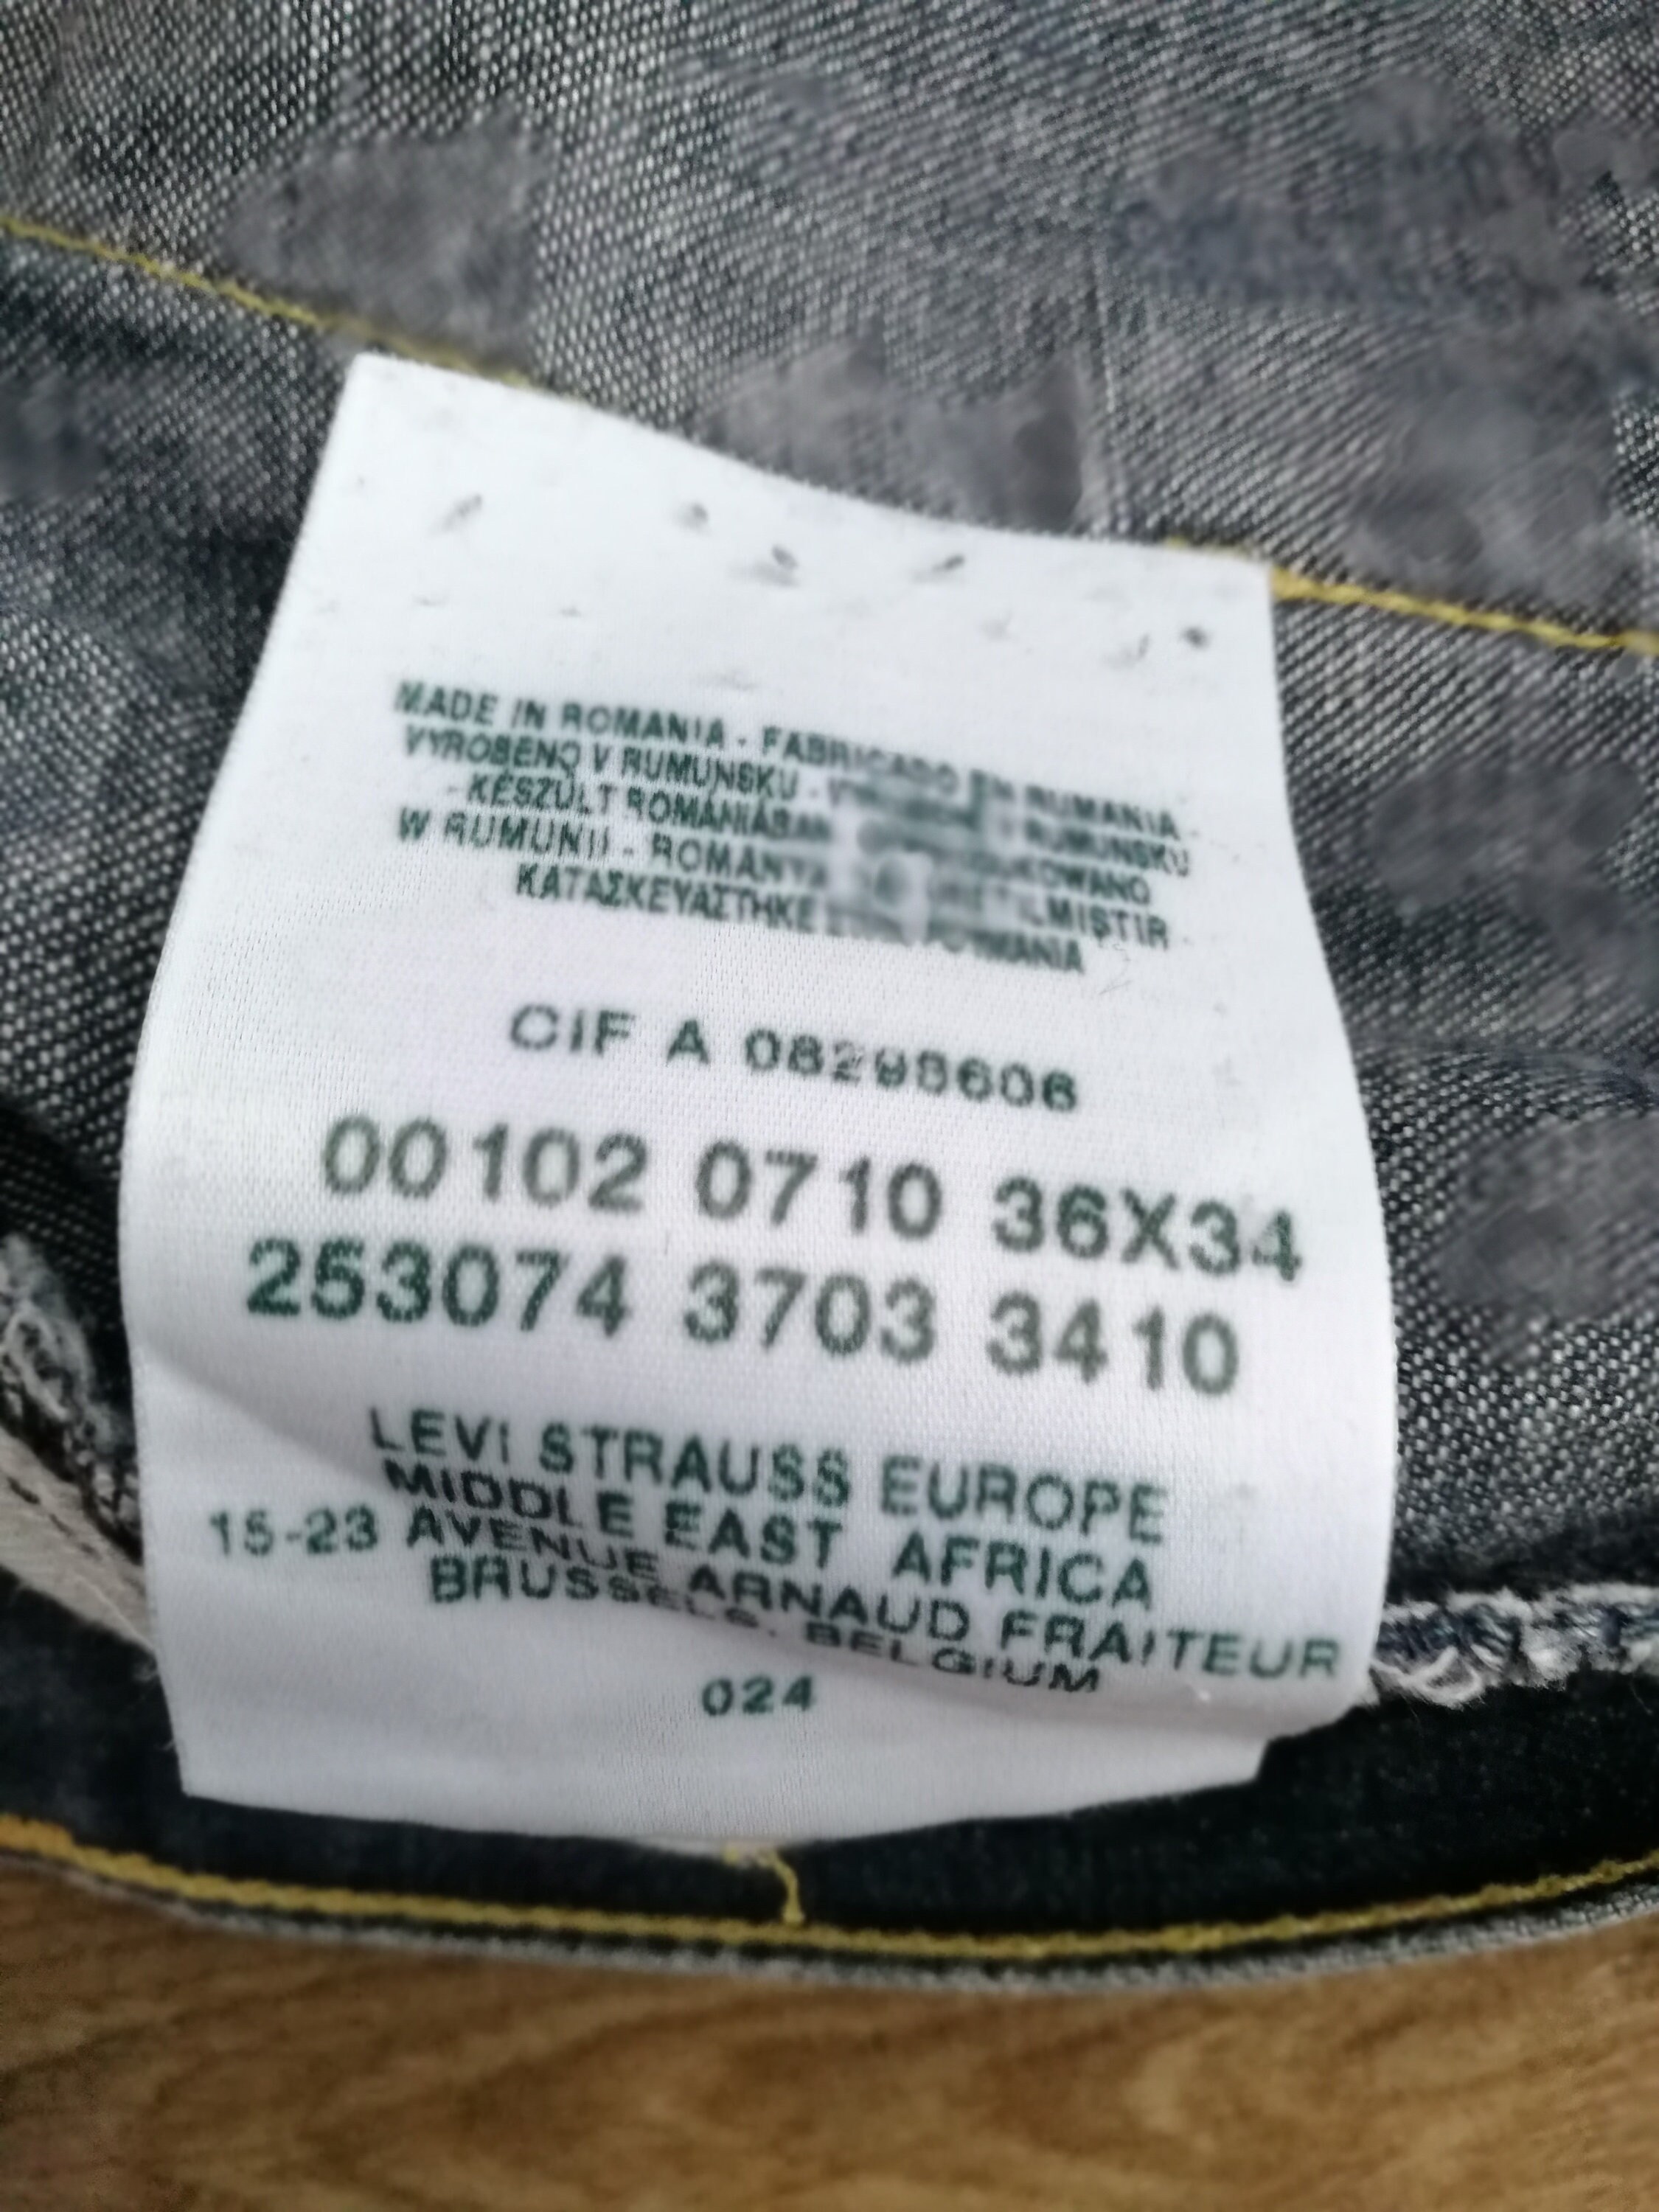 MADE IN ROMANIA - FABRICADO EN RUMANIA -
VYROBENO V RUMUNSKU - RUMUNSKU
- KÉSZÜLT ROMÁNIÁBAN
W RUMUNII - ROMANYA
ΚΑΤΑΣΚΕΥΑΣΤΗΚΕ
CIF A 08298606
00102 0710 36X34
253074 3703 3410
LEVI STRAUSS EUROPE
MIDDLE EAST AFRICA
15-23 AVENUE ARNAUD FRAITEUR
BRUSSELS, BELGIUM
024